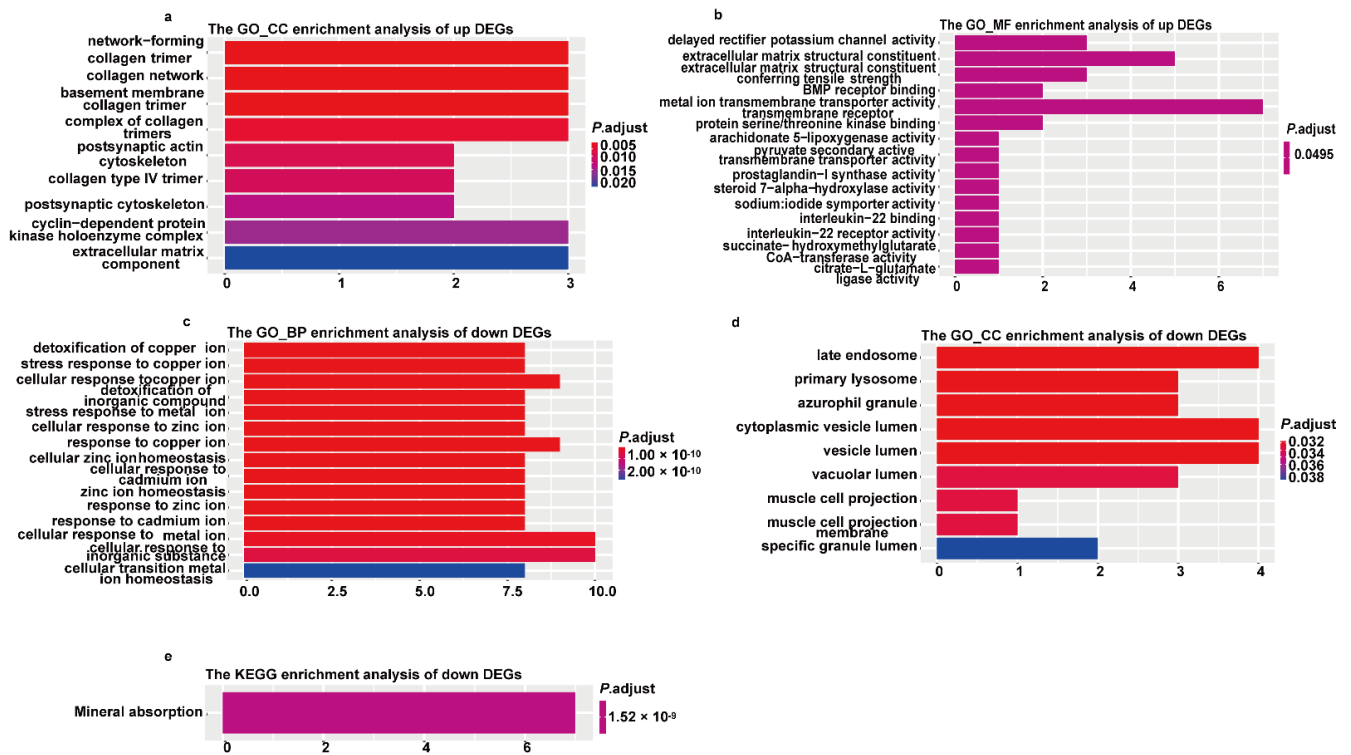 a
The GO_CC enrichment analysis of up DEGs
network-forming
collagen trimer
collagen network
basement membrane
collagen trimer
complex of collagen
trimers
postsynaptic actin
cytoskeleton
collagen type IV trimer
postsynaptic cytoskeleton
cyclin-dependent protein
kinase holoenzyme complex
extracellular matrix
component
0 1 2 3
P.adjust
0.005
0.010
0.015
0.020
b
The GO_MF enrichment analysis of up DEGs
delayed rectifier potassium channel activity
extracellular matrix structural constituent
extracellular matrix structural constituent
conferring tensile strength
BMP receptor binding
metal ion transmembrane transporter activity
transmembrane receptor
protein serine/threonine kinase binding
arachidonate 5-lipoxygenase activity
pyruvate secondary active
transmembrane transporter activity
prostaglandin-I synthase activity
steroid 7-alpha-hydroxylase activity
sodium:iodide symporter activity
interleukin-22 binding
interleukin-22 receptor activity
succinate-hydroxymethylglutarate
CoA-transferase activity
citrate-L-glutamate
ligase activity
0 2 4 6
P.adjust
0.0495
c
The GO_BP enrichment analysis of down DEGs
detoxification of copper ion
stress response to copper ion
cellular response tocopper ion
detoxification of
inorganic compound
stress response to metal ion
cellular response to zinc ion
response to copper ion
cellular zinc ionhomeostasis
cellular response to
cadmium ion
zinc ion homeostasis
response to zinc ion
response to cadmium ion
cellular response to metal ion
cellular response to
inorganic substance
cellular transition metal
ion homeostasis
0.0 2.5 5.0 7.5 10.0
P.adjust
1.00 × 10⁻¹⁰
2.00 × 10⁻¹⁰
d
The GO_CC enrichment analysis of down DEGs
late endosome
primary lysosome
azurophil granule
cytoplasmic vesicle lumen
vesicle lumen
vacuolar lumen
muscle cell projection
muscle cell projection
membrane
specific granule lumen
0 1 2 3 4
P.adjust
0.032
0.034
0.036
0.038
e
The KEGG enrichment analysis of down DEGs
Mineral absorption
0 2 4 6
P.adjust
1.52 × 10⁻⁹